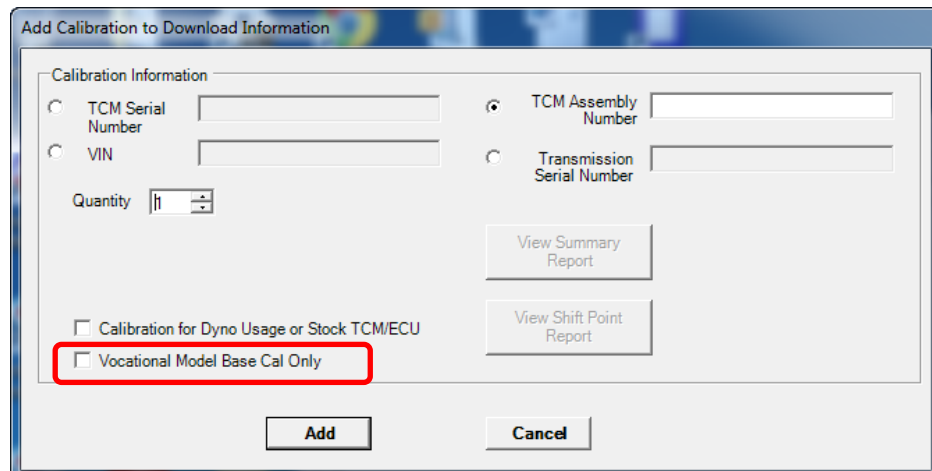 Add Calibration to Download Information
Calibration Information
TCM Serial
Number
TCM Assembly
Number
VIN
Transmission
Serial Number
Quantity
1
View Summary
Report
Calibration for Dyno Usage or Stock TCM/ECU
View Shift Point
Report
Vocational Model Base Cal Only
Add
Cancel